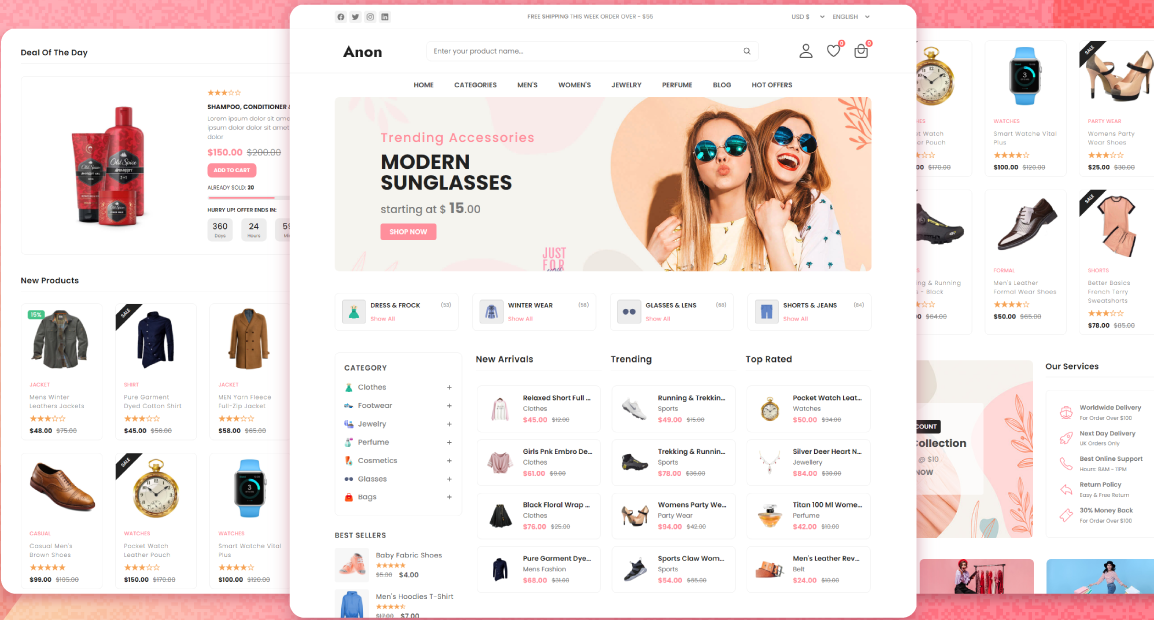 Deal Of The Day
SHAMPOO, CONDITIONER &
Lorem ipsum dolor sit amet
ipsum dolor dolor sit amet
dolor
$150.00 $200.00
ADD TO CART
ALREADY SOLD: 20
HURRY UP! OFFER ENDS IN:
360
Days
24
Hours
Old Spice
Old Spice
New Products
15%
SALE
JACKET
SHIRT
JACKET
Mens Winter
Leathers Jackets
Pure Garment
Dyed Cotton Shirt
MEN Yarn Fleece
Full-Zip Jacket
$48.00 $75.00
$45.00 $56.00
$58.00 $65.00
SALE
3
CASUAL
WATCHES
WATCHES
Casual Men's
Brown Shoes
Pocket Watch
Leather Pouch
Smart Watche Vital
Plus
$99.00 $105.00
$150.00 $170.00
$100.00 $120.00
FREE SHIPPING THIS WEEK ORDER OVER - $55
USD $
ENGLISH
Anon
Enter your product name...
0
0
HOME
CATEGORIES
MEN'S
WOMEN'S
JEWELRY
PERFUME
BLOG
HOT OFFERS
Trending Accessories
MODERN
SUNGLASSES
starting at $ 15.00
SHOP NOW
JUST
FOR
DRESS & FROCK (53)
Show All
WINTER WEAR (58)
Show All
GLASSES & LENS (68)
Show All
SHORTS & JEANS (84)
Show All
CATEGORY
Clothes +
Footwear +
Jewelry +
Perfume +
Cosmetics +
Glasses +
Bags +
BEST SELLERS
Baby Fabric Shoes
$5.00 $4.00
Men's Hoodies T-Shirt
$17.00 $7.00
New Arrivals
Relaxed Short Full ...
Clothes
$45.00 $12.00
Girls Pnk Embro De...
Clothes
$61.00 $9.00
Black Floral Wrap ...
Clothes
$76.00 $25.00
Pure Garment Dye...
Mens Fashion
$68.00 $31.00
Trending
Running & Trekkin...
Sports
$49.00 $15.00
Trekking & Runnin...
Sports
$78.00 $36.00
Womens Party We...
Party Wear
$94.00 $42.00
Sports Claw Wom...
Sports
$54.00 $65.00
Top Rated
Pocket Watch Leat...
Watches
$50.00 $34.00
Silver Deer Heart N...
Jewellery
$84.00 $30.00
Titan 100 Ml Wome...
Perfume
$42.00 $10.00
Men's Leather Rev...
Belt
$24.00 $10.00
3
SALE
WATCHES
PARTY WEAR
Smart Watche Vital
Plus
Womens Party
Wear Shoes
$170.00
$100.00 $120.00
$25.00 $30.00
SALE
FORMAL
SHORTS
Running &
- Black
Men's Leather
Formal Wear Shoes
Better Basics
French Terry
Sweatshorts
$64.00
$50.00 $65.00
$78.00 $85.00
COUNT
Collection
@ $10
NOW
Our Services
Worldwide Delivery
For Order Over $100
Next Day Delivery
UK Orders Only
Best Online Support
Hours: 8AM - 11PM
Return Policy
Easy & Free Return
30% Money Back
For Order Over $100